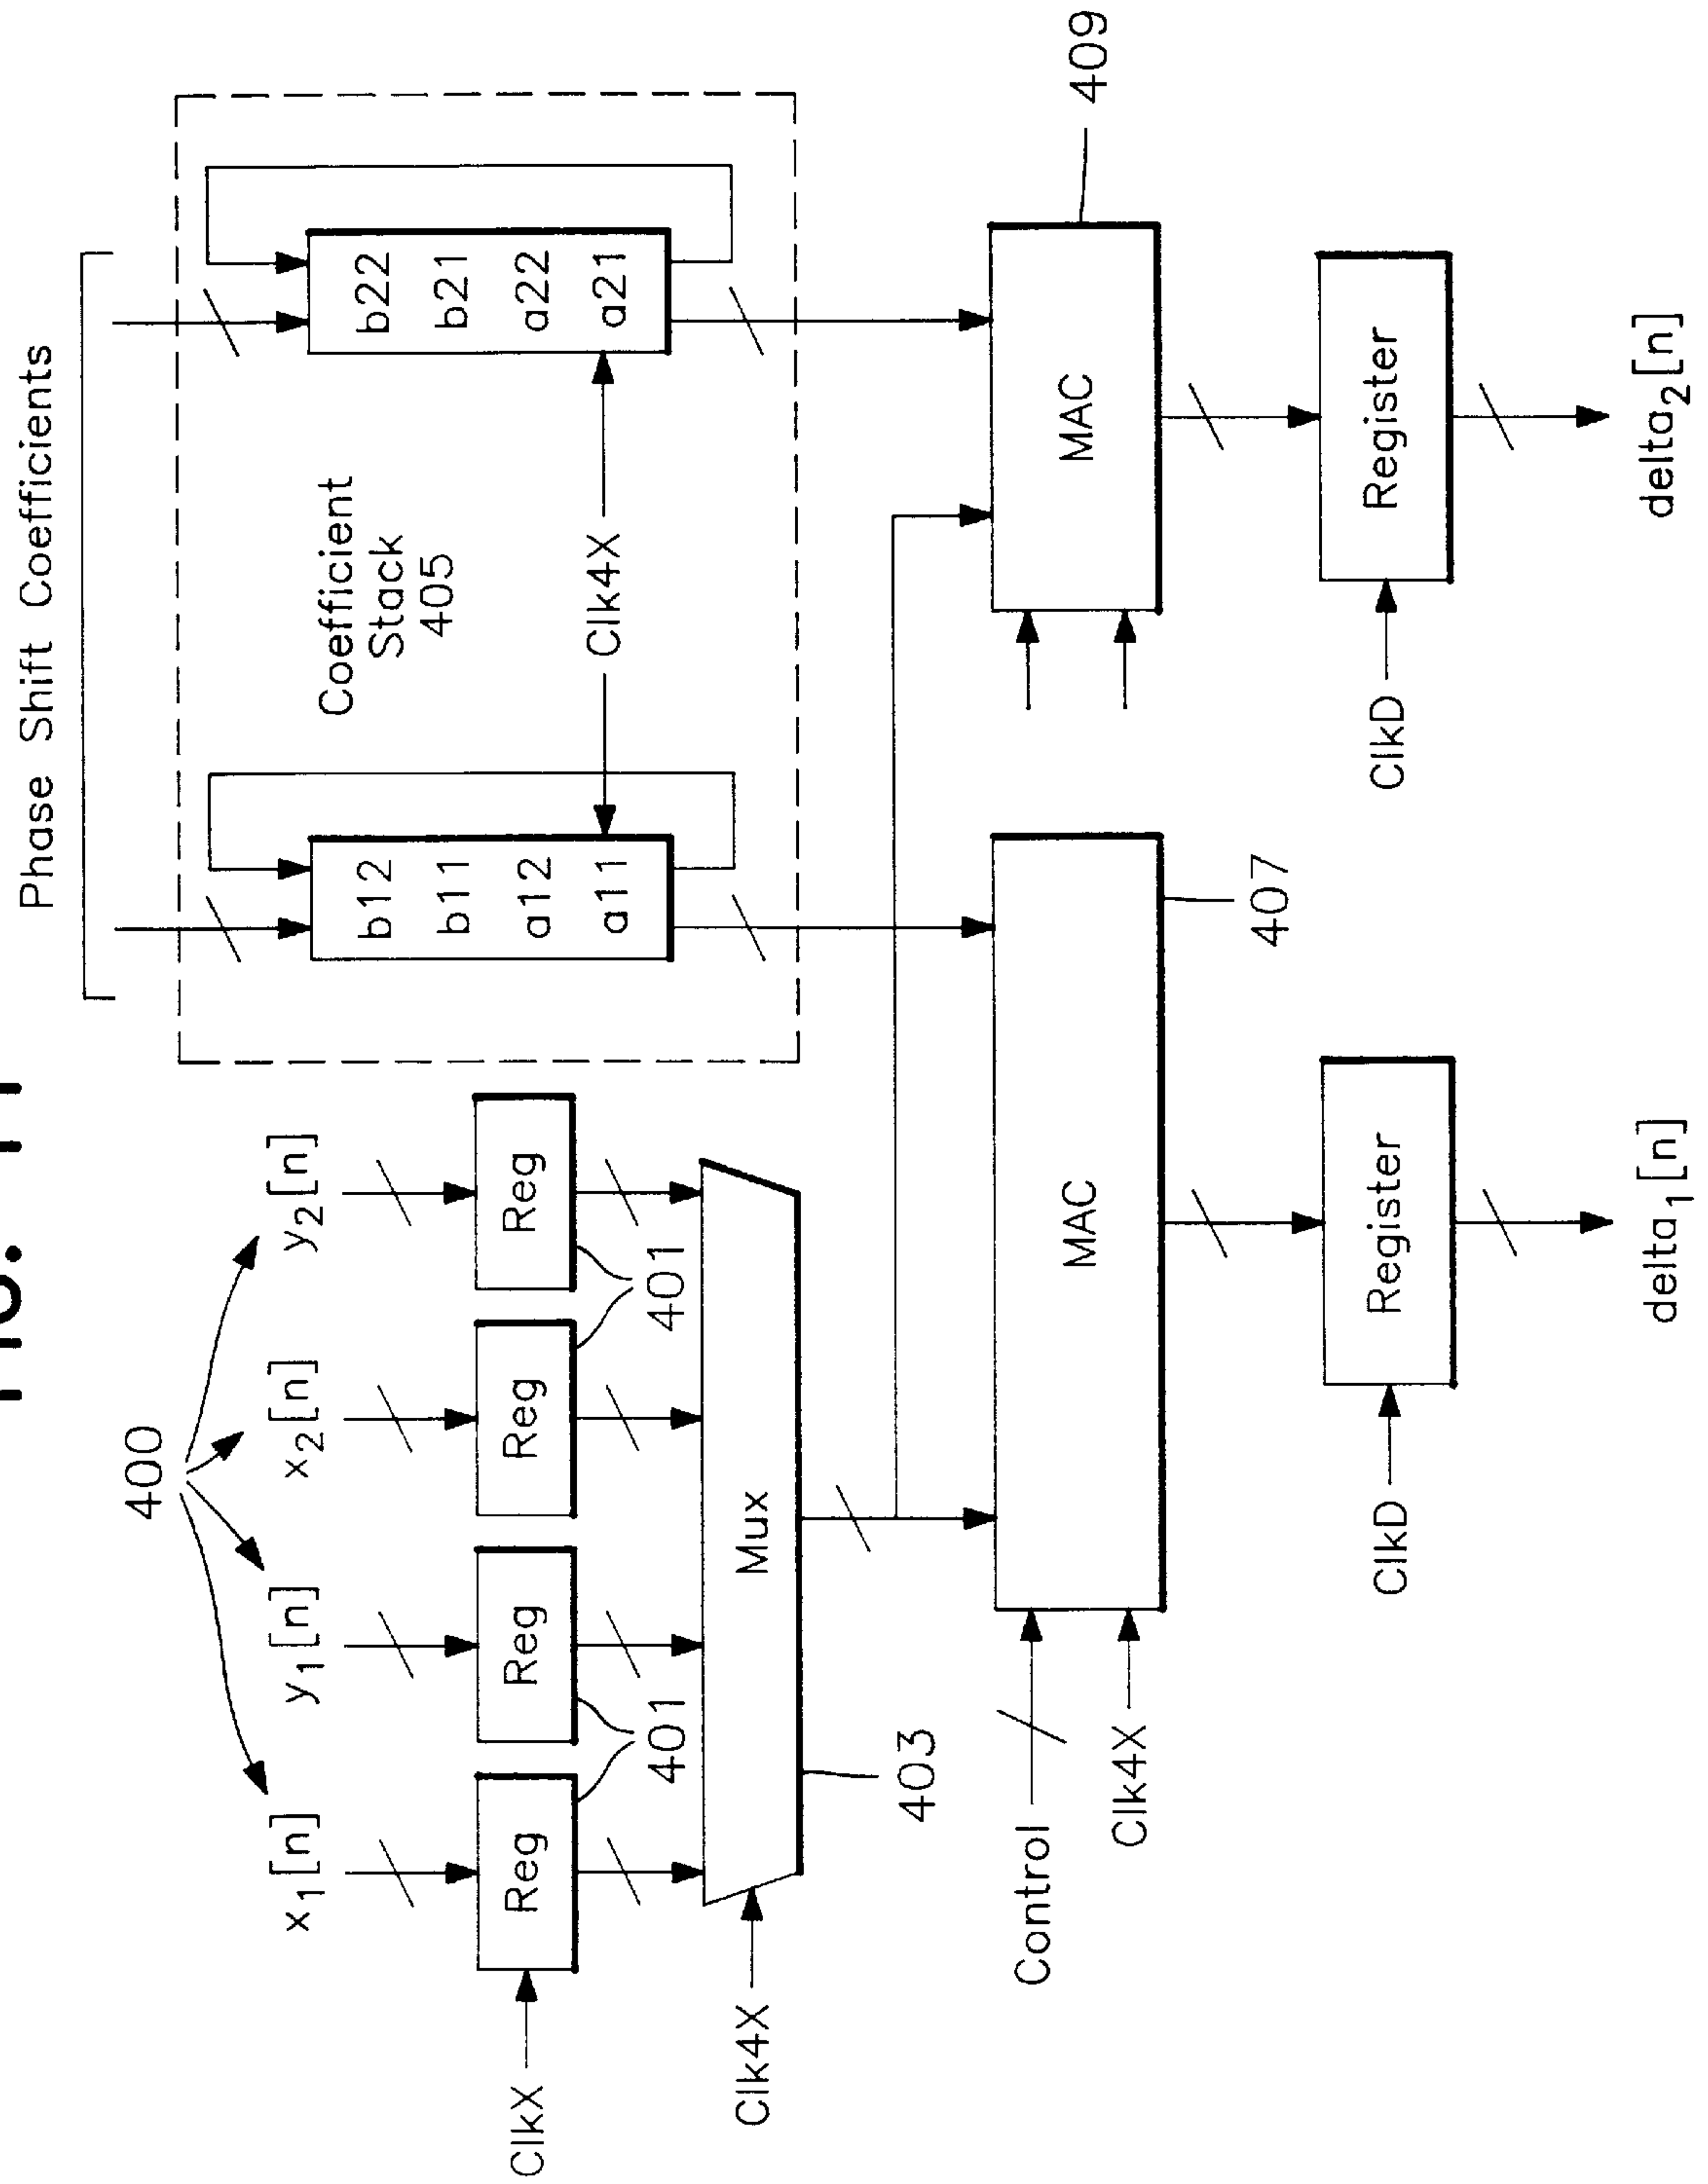 Phase Shift Coefficients
400
x1[n]
y1[n]
x2[n]
y2[n]
ClkX
Reg
Reg
Reg
Reg
401
401
Clk4X
Mux
403
b12
b11
a12
a11
Coefficient
Stack
405
Clk4X
b22
b21
a22
a21
Control
Clk4X
MAC
407
MAC
409
ClkD
Register
ClkD
Register
delta1[n]
delta2[n]